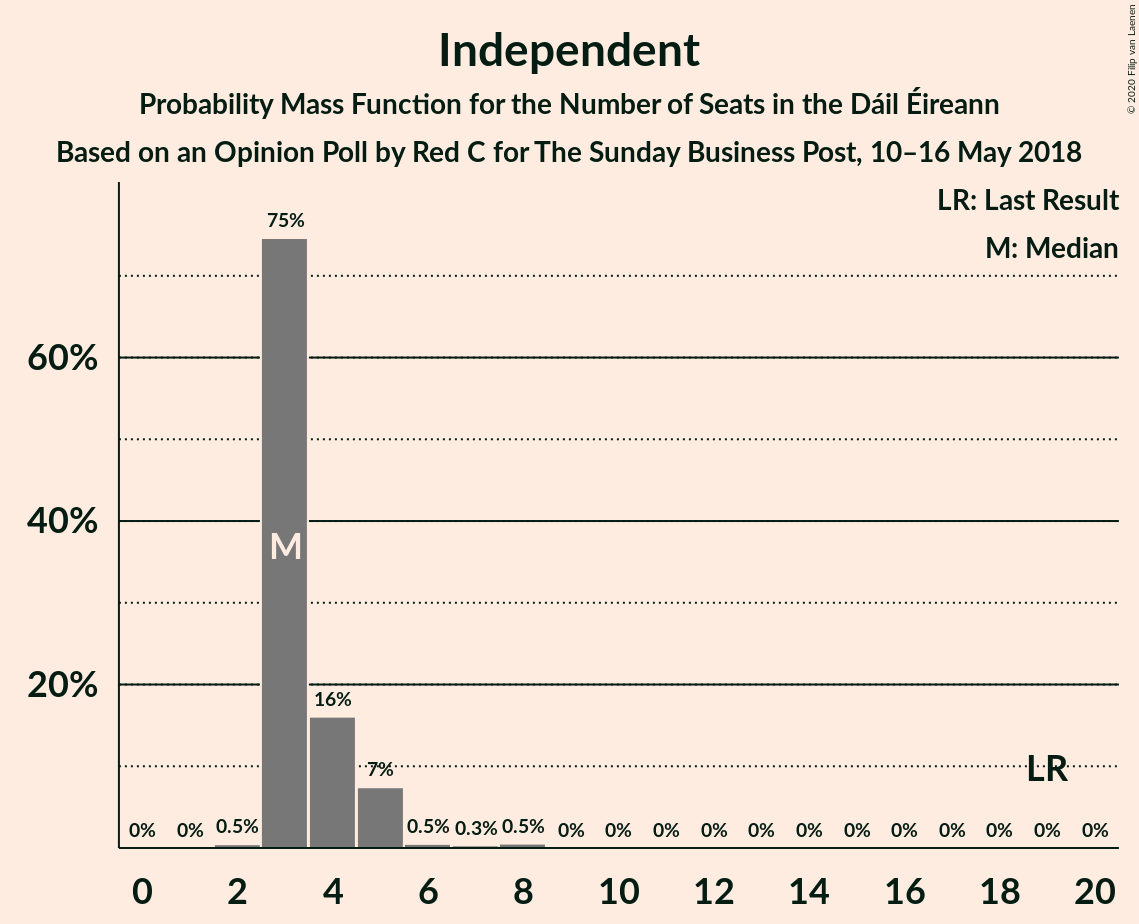 Independent
Probability Mass Function for the Number of Seats in the Dáil Éireann
Based on an Opinion Poll by Red C for The Sunday Business Post, 10–16 May 2018
© 2020 Filip van Laenen
LR: Last Result
M: Median
75%
60%
40%
M
20%
16%
LR
7%
0% 0% 0.5% 0.5% 0.3% 0.5% 0% 0% 0% 0% 0% 0% 0% 0% 0% 0% 0% 0%
0 2 4 6 8 10 12 14 16 18 20